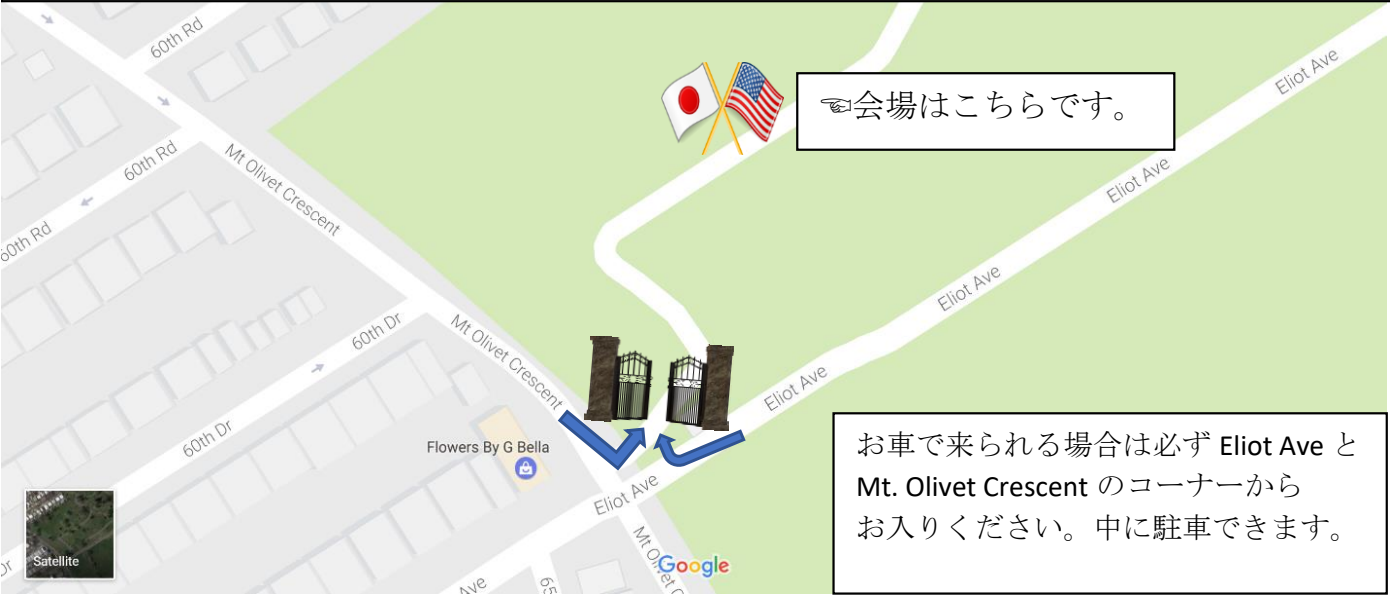 60th Rd
60th Rd
60th Rd
Mt Olivet Crescent
Eliot Ave
☜会場はこちらです。
Eliot Ave
Eliot Ave
60th Dr
Mt Olivet Crescent
Eliot Ave
60th Dr
Flowers By G Bella
Eliot Ave
お車で来られる場合は必ず Eliot Ave と
Mt. Olivet Crescent のコーナーから
お入りください。中に駐車できます。
Satellite
Dr
Google
Ave
65